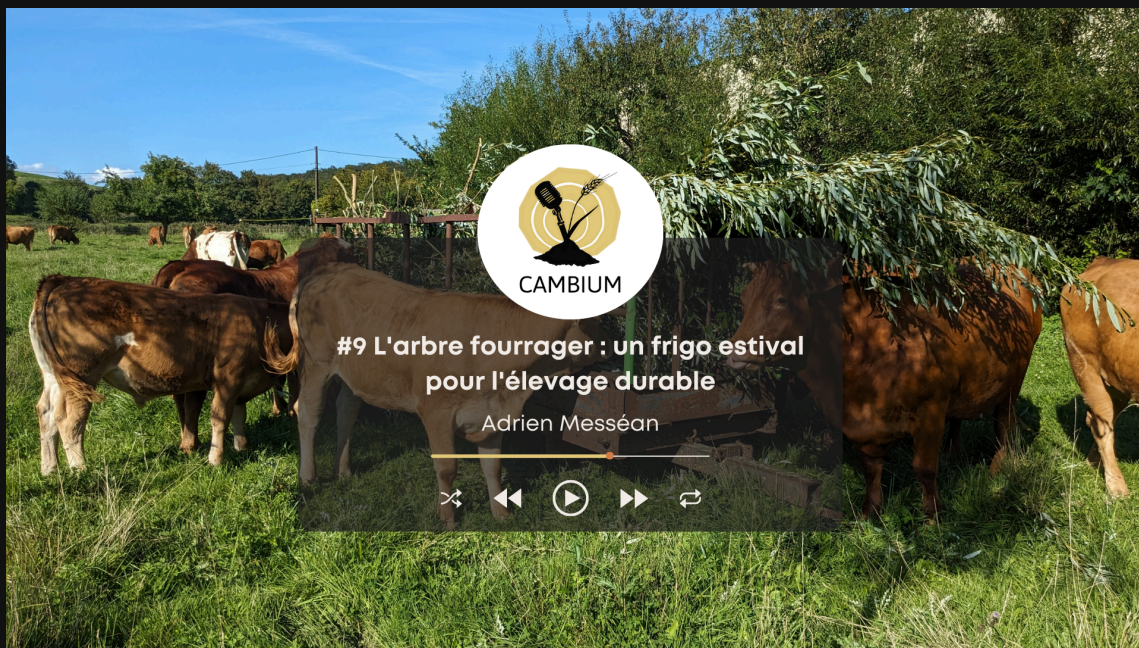 CAMBIUM
#9 L'arbre fourrager : un frigo estival
pour l'élevage durable
Adrien Messéan